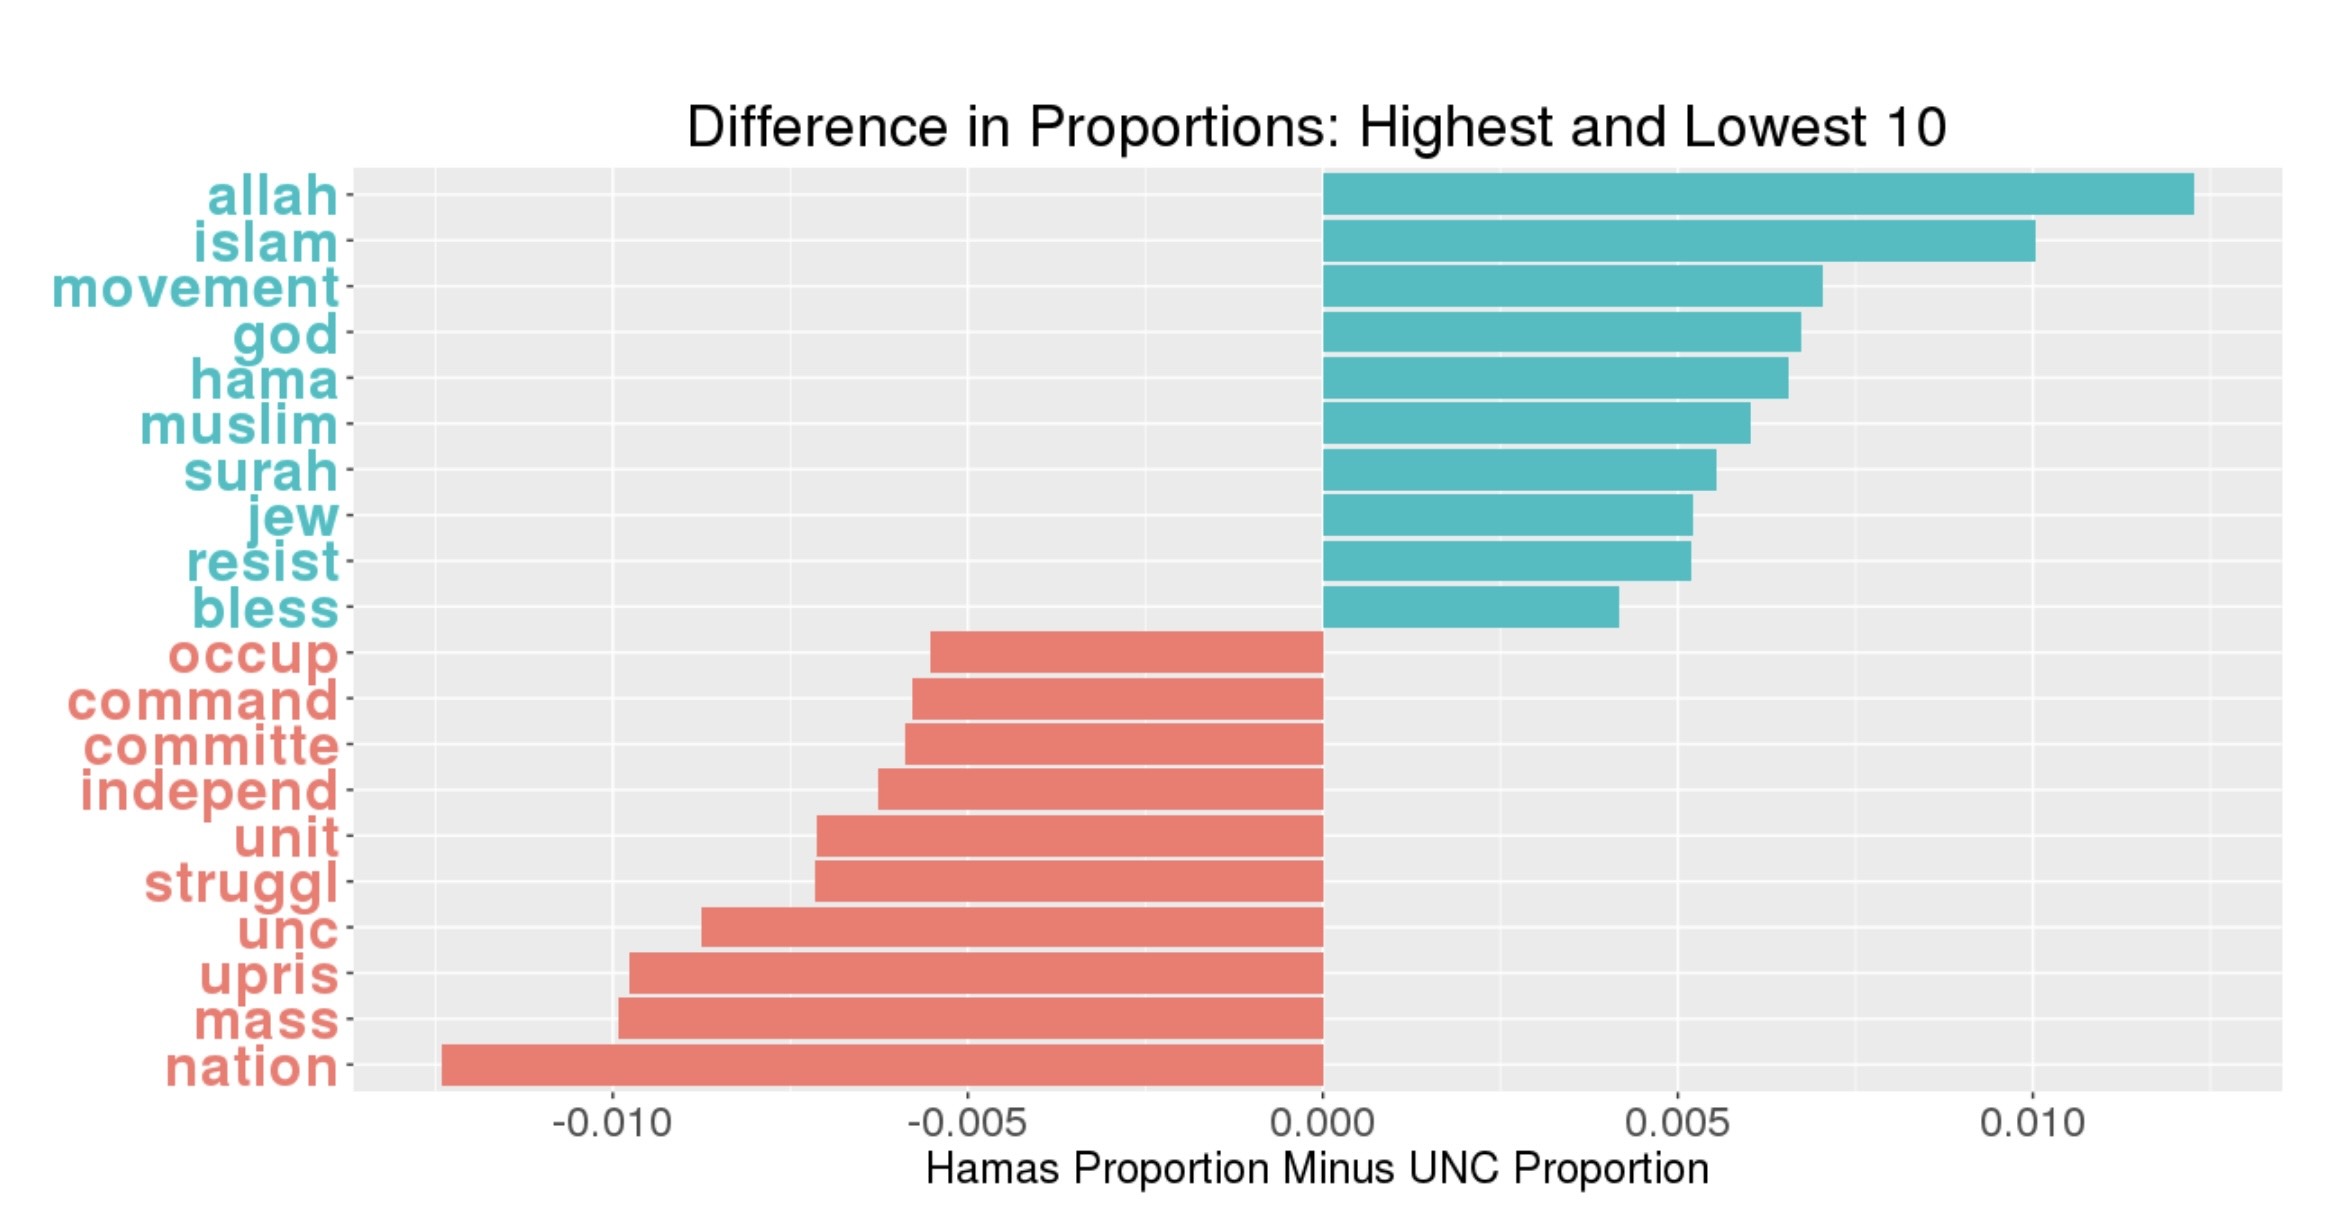 Difference in Proportions: Highest and Lowest 10
allah
islam
movement
god
hama
muslim
surah
jew
resist
bless
occup
command
committe
independ
unit
struggl
unc
upris
mass
nation
-0.010 -0.005 0.000 0.005 0.010
Hamas Proportion Minus UNC Proportion